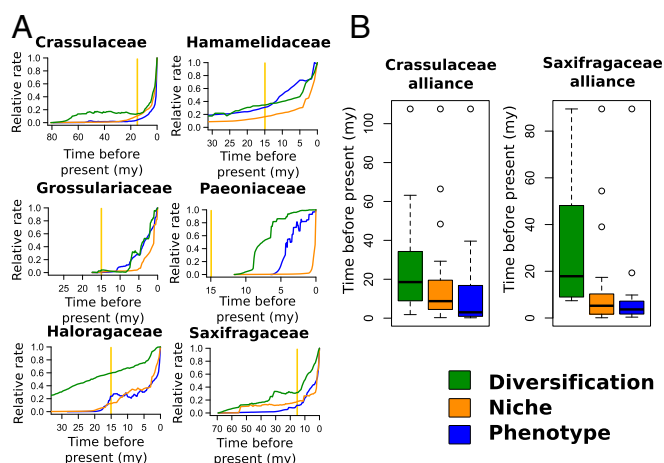 A
Crassulaceae
Relative rate
1.0
0.8
0.6
0.4
0.2
0.0
80 60 40 20 0
Time before
present (my)
Hamamelidaceae
Relative rate
1.0
0.8
0.6
0.4
0.2
0.0
30 25 20 15 10 5 0
Time before
present (my)
Grossulariaceae
Relative rate
1.0
0.8
0.6
0.4
0.2
0.0
25 20 15 10 5 0
Time before
present (my)
Paeoniaceae
Relative rate
1.0
0.8
0.6
0.4
0.2
0.0
15 10 5 0
Time before
present (my)
Haloragaceae
Relative rate
1.0
0.8
0.6
0.4
0.2
0.0
30 25 20 15 10 5 0
Time before
present (my)
Saxifragaceae
Relative rate
1.0
0.8
0.6
0.4
0.2
0.0
70 60 50 40 30 20 10 0
Time before
present (my)
B
Crassulaceae
alliance
Time before present (my)
100
80
60
40
20
0
Saxifragaceae
alliance
Time before present (my)
80
60
40
20
0
Diversification
Niche
Phenotype